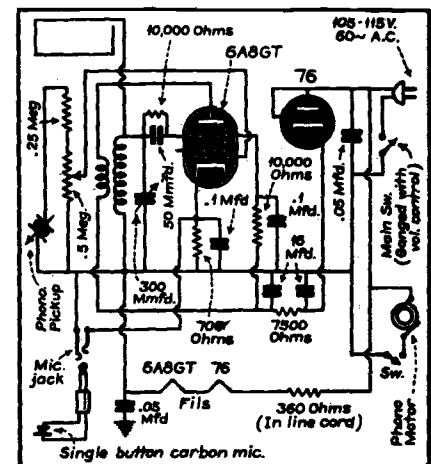 10,000 Ohms
6A8GT
105-115V.
60~ A.C.
76
.25 Meg
.5 Meg.
50 Mmfd.
.1 Mfd
10,000
Ohms
.1
Mfd.
.05 Mfd.
Main Sw.
(Ganged with
vol. control)
Phono.
Pickup
300
Mmfd.
16
Mfd.
Ohms
7500
Ohms
Mic.
jack
6A8GT
76
Fils
Sw.
.05
Mfd
360 Ohms
(In line cord)
Phono
Motor
Single button carbon mic.